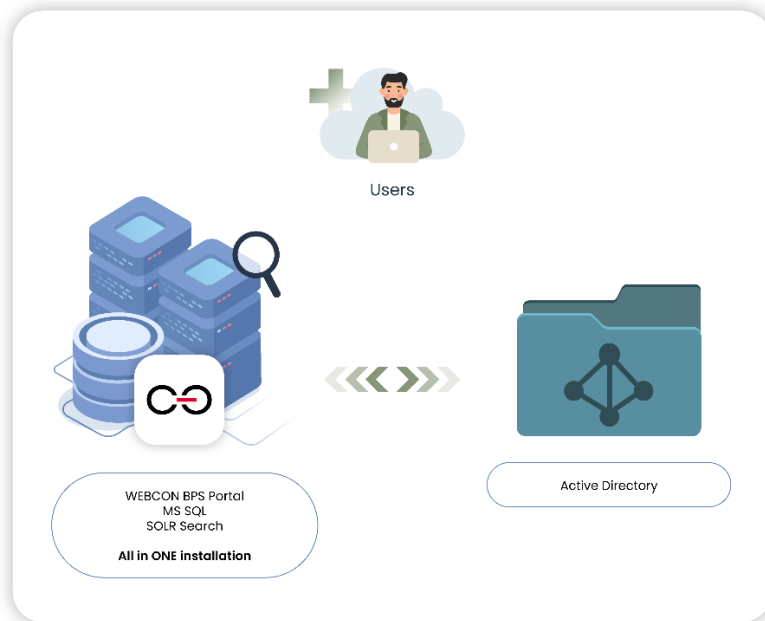 Users
WEBCON BPS Portal
MS SQL
SOLR Search
All in ONE installation
Active Directory